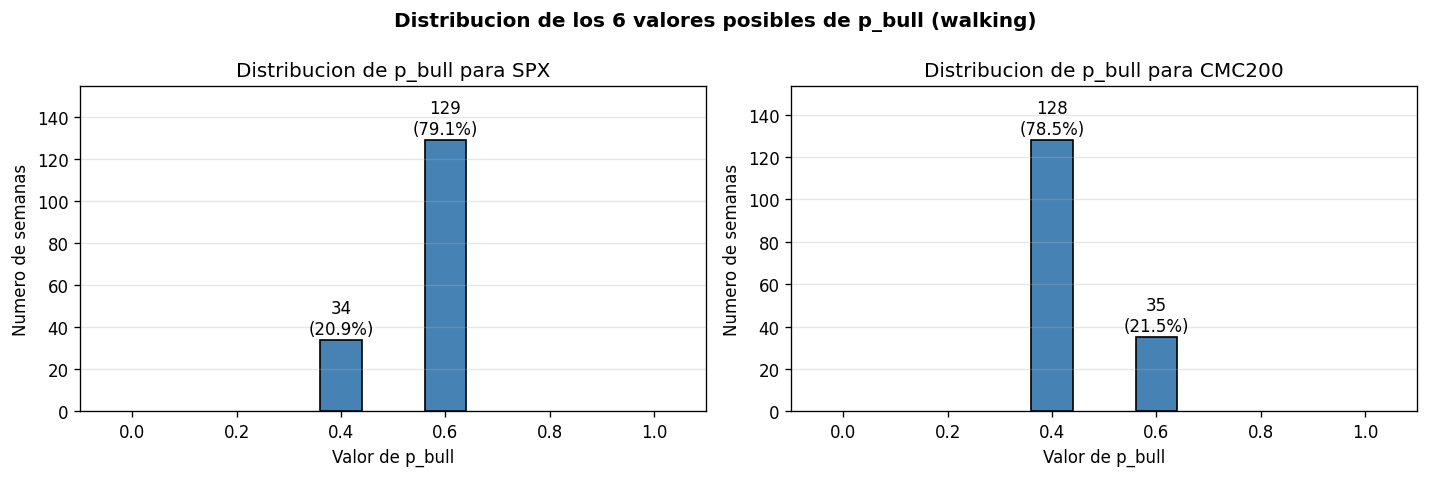 Distribucion de los 6 valores posibles de p_bull (walking)
Distribucion de p_bull para SPX
Numero de semanas
140
120
100
80
60
40
20
0
34
(20.9%)
129
(79.1%)
0.0 0.2 0.4 0.6 0.8 1.0
Valor de p_bull
Distribucion de p_bull para CMC200
Numero de semanas
140
120
100
80
60
40
20
0
128
(78.5%)
35
(21.5%)
0.0 0.2 0.4 0.6 0.8 1.0
Valor de p_bull